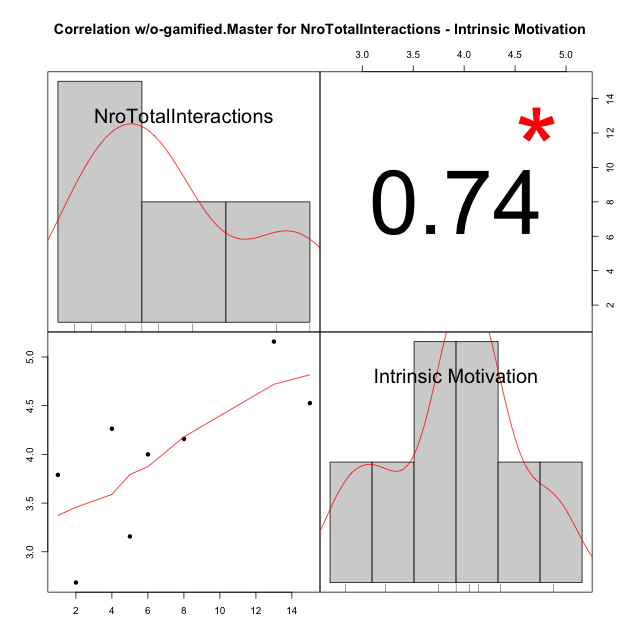 Correlation w/o-gamified.Master for NroTotalInteractions - Intrinsic Motivation
3.0 3.5 4.0 4.5 5.0
NroTotalInteractions
*
0.74
14
12
10
8
6
4
2
5.0
4.5
4.0
3.5
3.0
Intrinsic Motivation
2 4 6 8 10 12 14